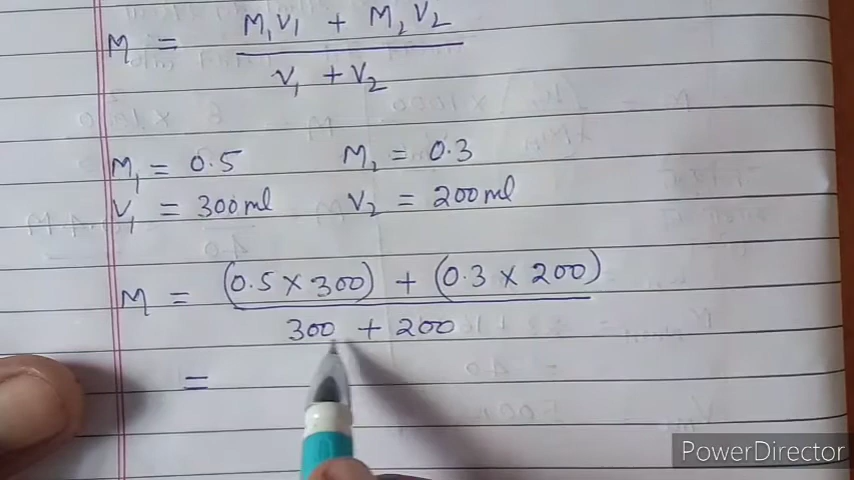 M = M₁V₁ + M₂V₂
V₁ + V₂
M₁ = 0.5 M₂ = 0.3
V₁ = 300ml V₂ = 200ml
M = (0.5 × 300) + (0.3 × 200)
300 + 200
=
PowerDirector